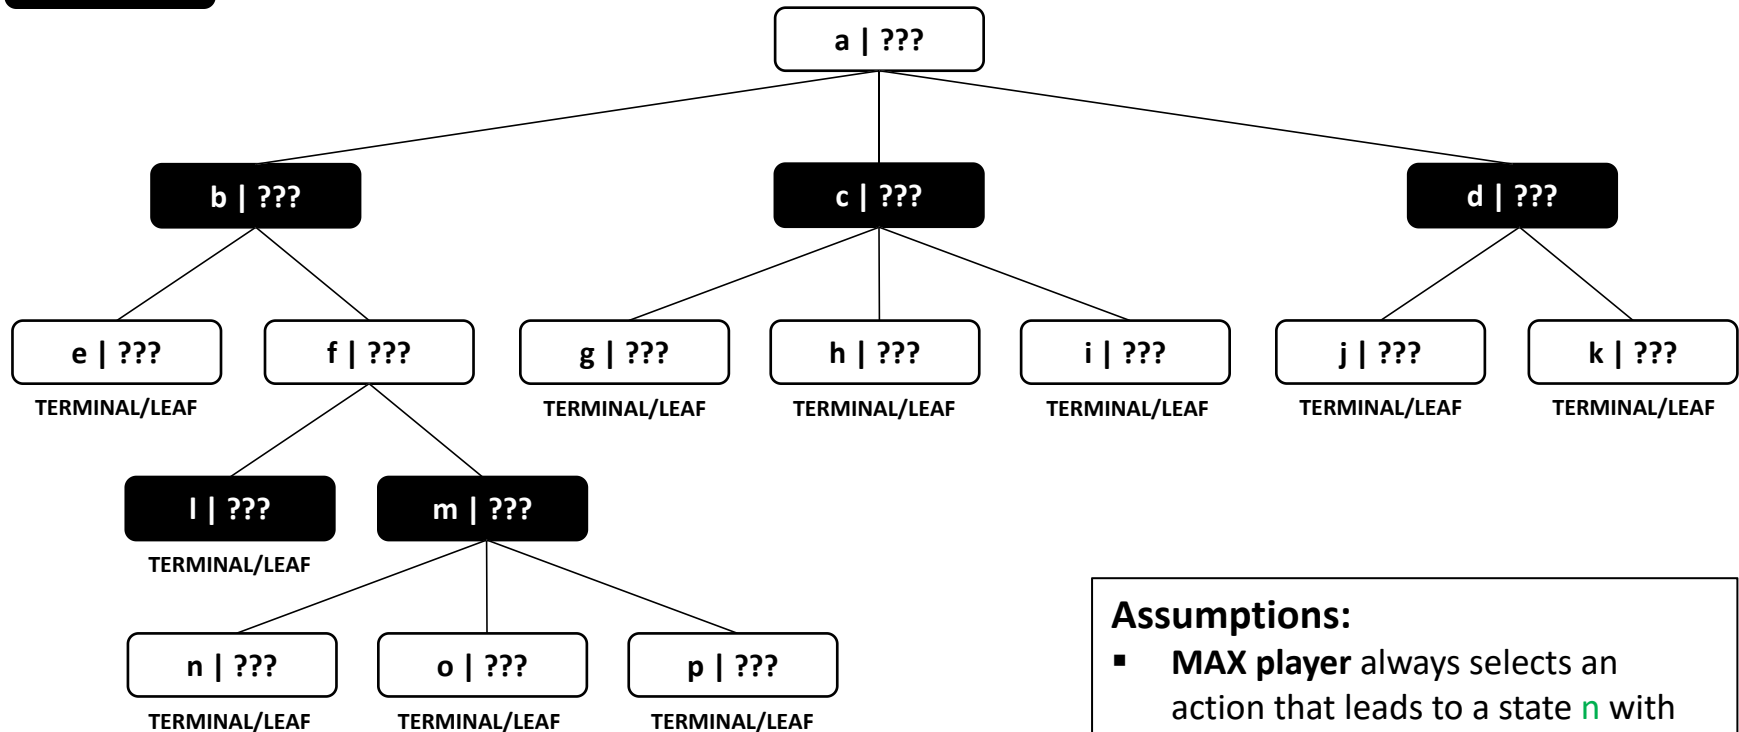 a | ???
b | ???
c | ???
d | ???
e | ???
f | ???
g | ???
h | ???
i | ???
j | ???
k | ???
TERMINAL/LEAF
TERMINAL/LEAF
TERMINAL/LEAF
TERMINAL/LEAF
TERMINAL/LEAF
TERMINAL/LEAF
l | ???
m | ???
TERMINAL/LEAF
n | ???
o | ???
p | ???
TERMINAL/LEAF
TERMINAL/LEAF
TERMINAL/LEAF
Assumptions:
▪ MAX player always selects an
action that leads to a state n with